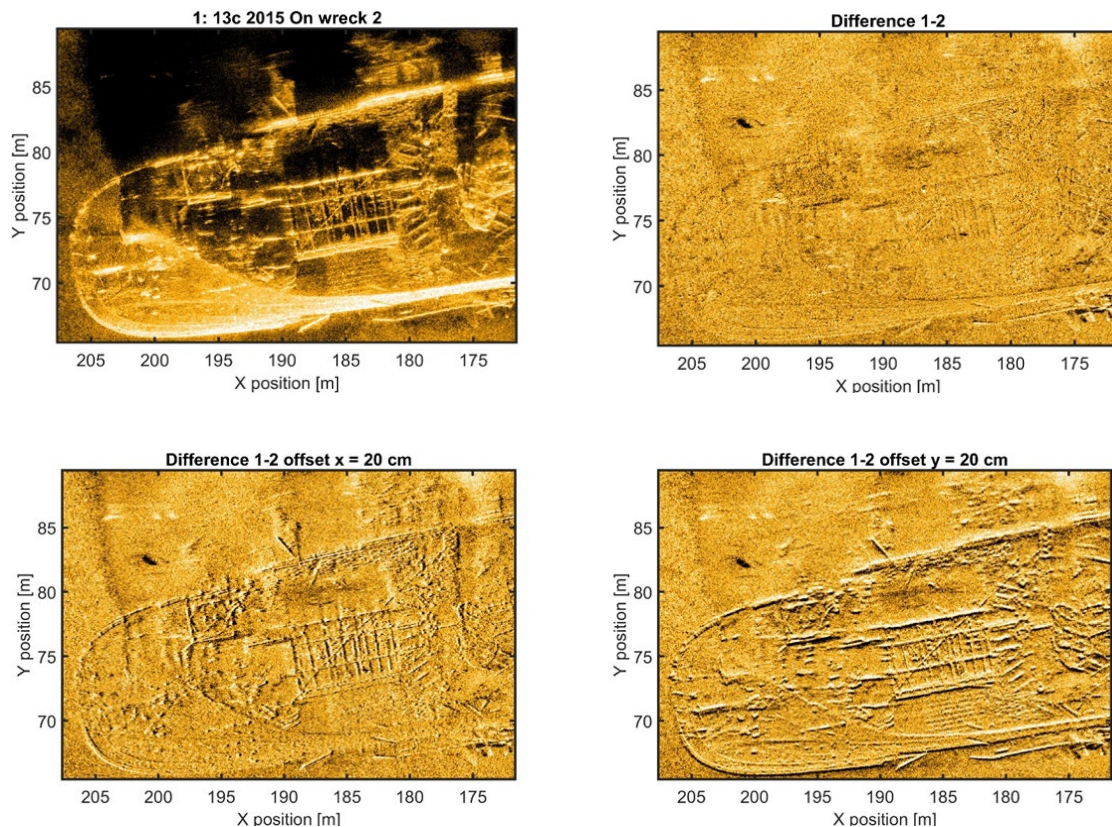 1: 13c 2015 On wreck 2
Y position [m]
85
80
75
70
205 200 195 190 185 180 175
X position [m]
Difference 1-2
Y position [m]
85
80
75
70
205 200 195 190 185 180 175
X position [m]
Difference 1-2 offset x = 20 cm
Y position [m]
85
80
75
70
205 200 195 190 185 180 175
X position [m]
Difference 1-2 offset y = 20 cm
Y position [m]
85
80
75
70
205 200 195 190 185 180 175
X position [m]